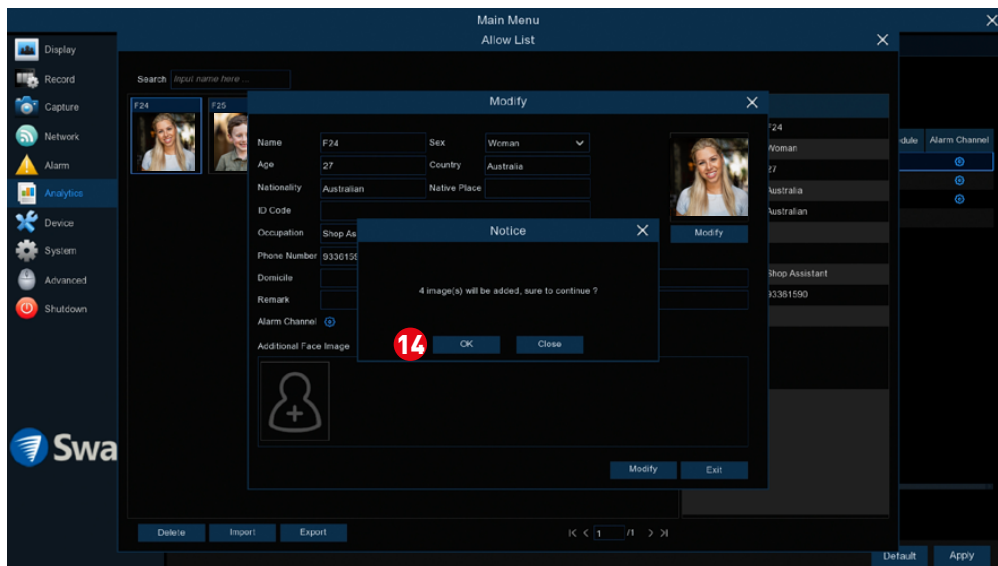 Main Menu
Allow List
Display
Record
Capture
Network
Alarm
Analytics
Device
System
Advanced
Shutdown
Swa
Search Input name here ...
F24 F25
Modify
Name F24 Sex Woman
Age 27 Country Australia
Nationality Australian Native Place
ID Code
Occupation Shop As
Phone Number 9336159
Domicile
Remark
Alarm Channel
Additional Face Image
Modify
Notice
4 image(s) will be added, sure to continue ?
14 OK Close
Modify Exit
F24
Woman
27
Australia
Australian
Shop Assistant
93361590
dule Alarm Channel
Delete Import Export
1 /1
Default Apply